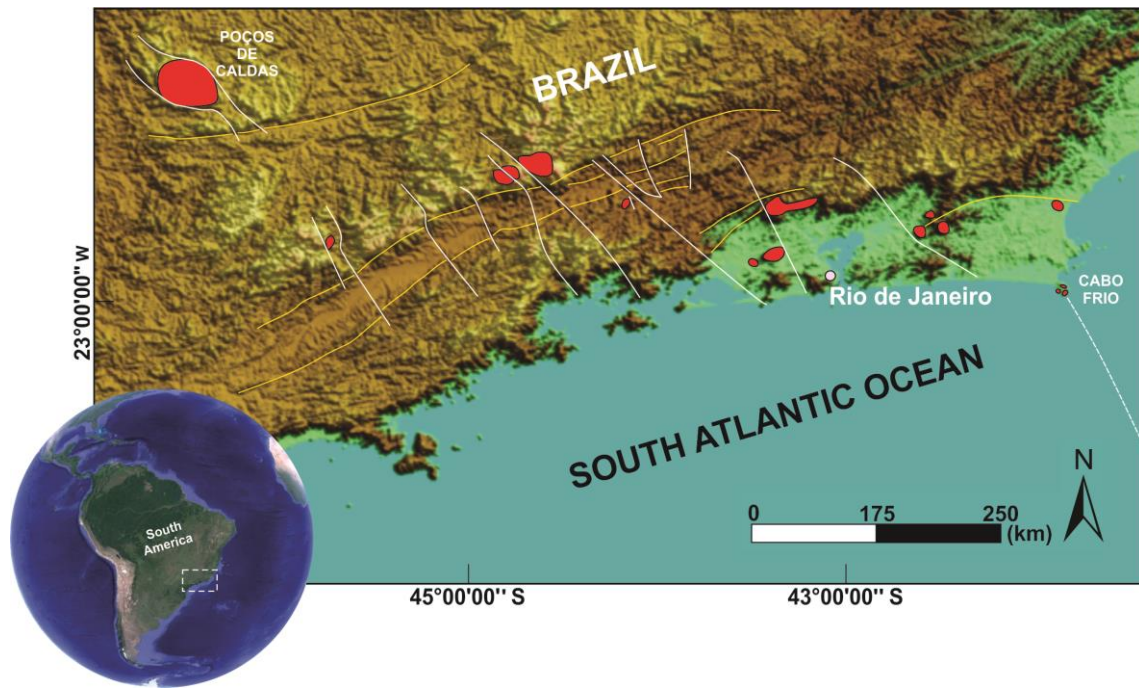 POÇOS
DE
CALDAS
BRAZIL
23°00'00'' W
Rio de Janeiro
CABO
FRIO
SOUTH ATLANTIC OCEAN
N
0 175 250
(km)
South
America
45°00'00'' S
43°00'00'' S